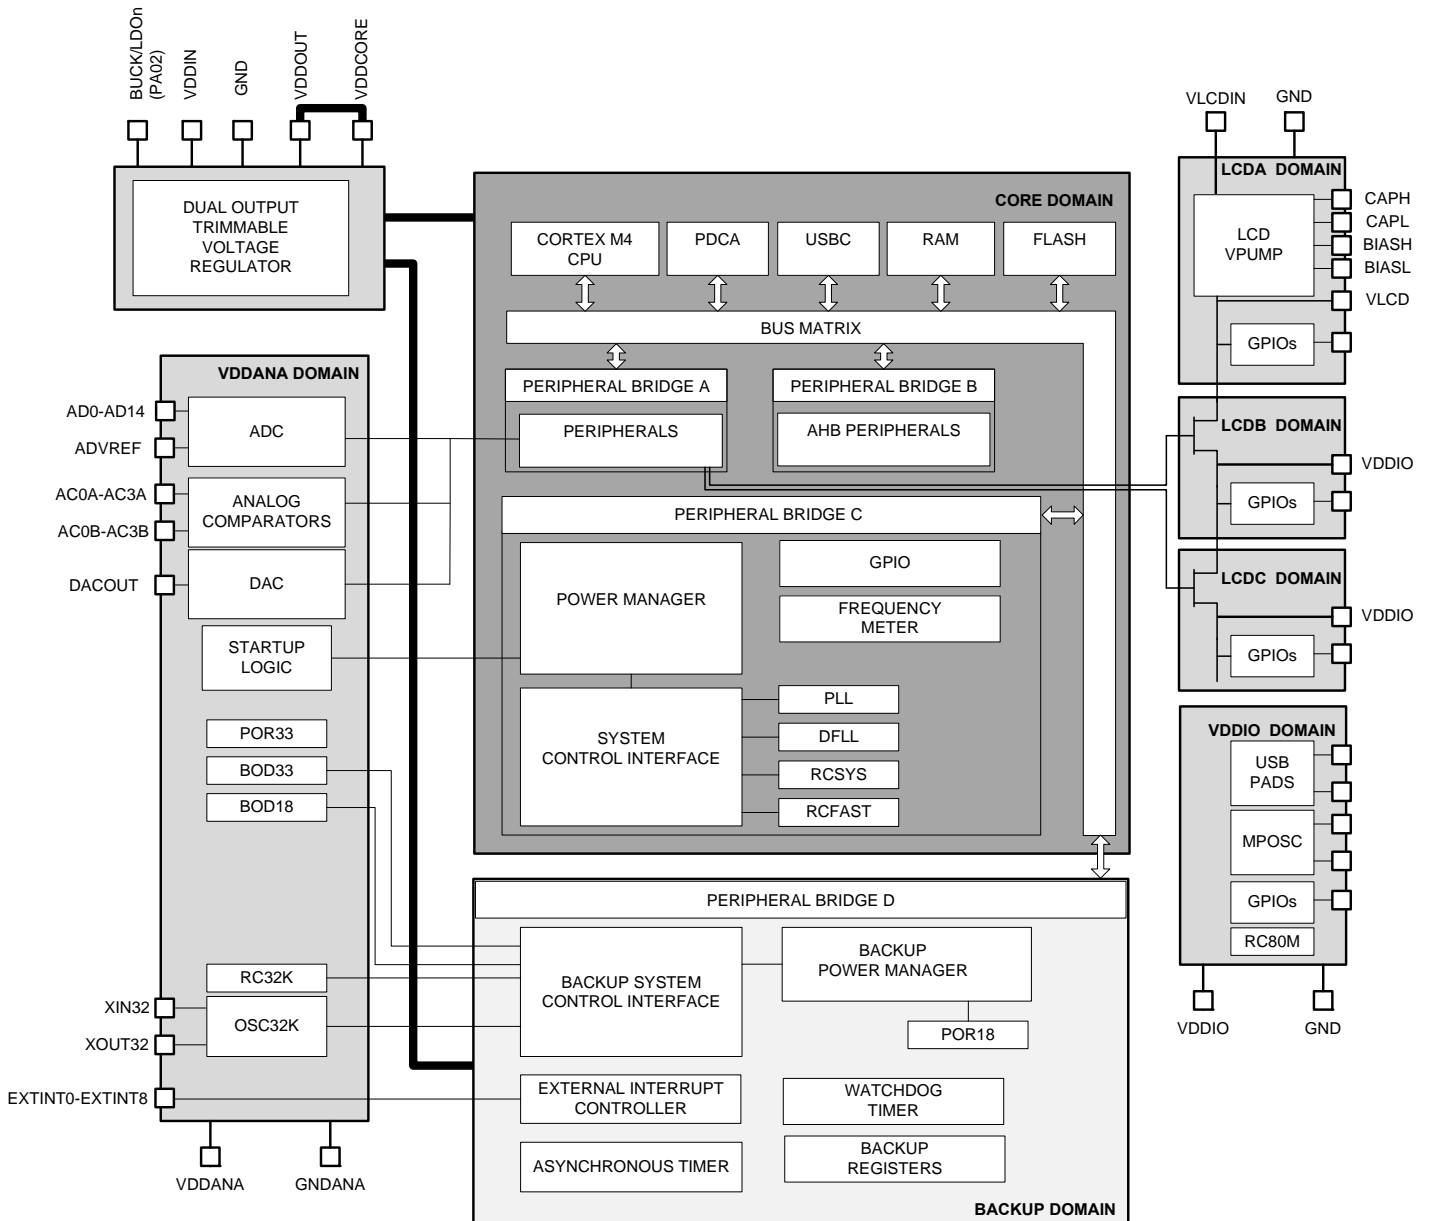 BUCK/LDOn
(PA02)
VDDIN
GND
VDDOUT
VDDCORE
DUAL OUTPUT
TRIMMABLE
VOLTAGE
REGULATOR
CORE DOMAIN
CORTEX M4
CPU
PDCA
USBC
RAM
FLASH
BUS MATRIX
PERIPHERAL BRIDGE A
PERIPHERALS
PERIPHERAL BRIDGE B
AHB PERIPHERALS
PERIPHERAL BRIDGE C
POWER MANAGER
GPIO
FREQUENCY
METER
SYSTEM
CONTROL INTERFACE
PLL
DFLL
RCSYS
RCFAST
VDDANA DOMAIN
AD0-AD14
ADVREF
ADC
AC0A-AC3A
AC0B-AC3B
ANALOG
COMPARATORS
DACOUT
DAC
STARTUP
LOGIC
POR33
BOD33
BOD18
RC32K
XIN32
XOUT32
OSC32K
EXTINT0-EXTINT8
VDDANA
GNDANA
PERIPHERAL BRIDGE D
BACKUP SYSTEM
CONTROL INTERFACE
BACKUP
POWER MANAGER
POR18
EXTERNAL INTERRUPT
CONTROLLER
WATCHDOG
TIMER
ASYNCHRONOUS TIMER
BACKUP
REGISTERS
BACKUP DOMAIN
VLCDIN
GND
LCDA DOMAIN
LCD
VPUMP
CAPH
CAPL
BIASH
BIASL
VLCD
GPIOs
LCDB DOMAIN
VDDIO
GPIOs
LCDC DOMAIN
VDDIO
GPIOs
VDDIO DOMAIN
USB
PADS
MPOSC
GPIOs
RC80M
VDDIO
GND